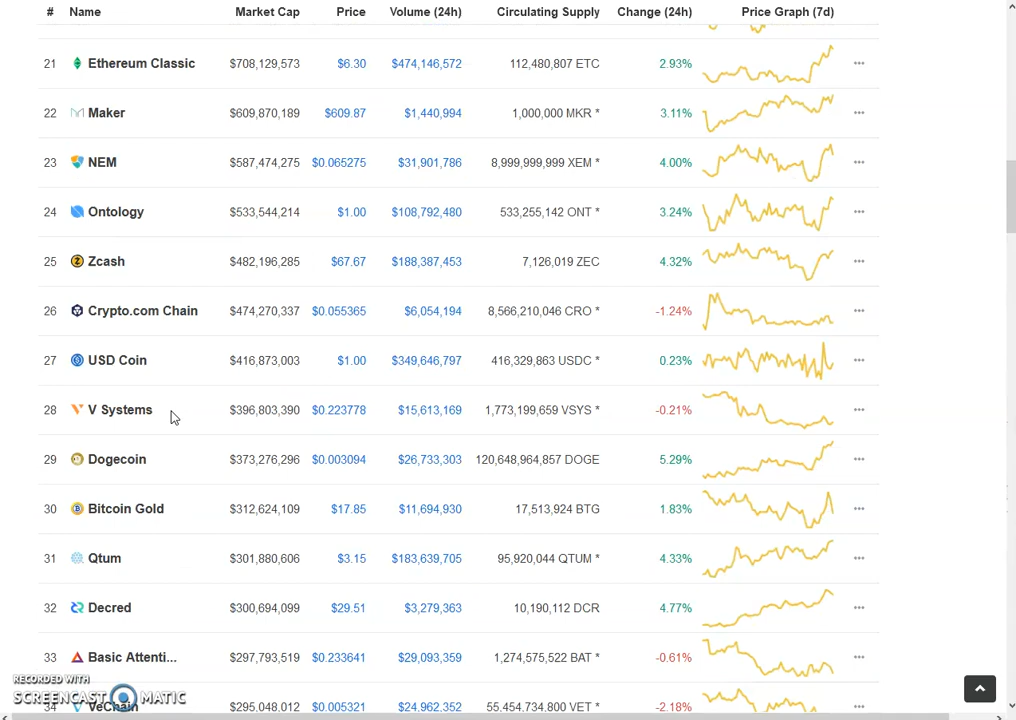 # Name Market Cap Price Volume (24h) Circulating Supply Change (24h) Price Graph (7d)
21 Ethereum Classic $708,129,573 $6.30 $474,146,572 112,480,807 ETC 2.93%
22 Maker $609,870,189 $609.87 $1,440,994 1,000,000 MKR * 3.11%
23 NEM $587,474,275 $0.065275 $31,901,786 8,999,999,999 XEM * 4.00%
24 Ontology $533,544,214 $1.00 $108,792,480 533,255,142 ONT * 3.24%
25 Zcash $482,196,285 $67.67 $188,387,453 7,126,019 ZEC 4.32%
26 Crypto.com Chain $474,270,337 $0.055365 $6,054,194 8,566,210,046 CRO * -1.24%
27 USD Coin $416,873,003 $1.00 $349,646,797 416,329,863 USDC * 0.23%
28 V Systems $396,803,390 $0.223778 $15,613,169 1,773,199,659 VSYS * -0.21%
29 Dogecoin $373,276,296 $0.003094 $26,733,303 120,648,964,857 DOGE 5.29%
30 Bitcoin Gold $312,624,109 $17.85 $11,694,930 17,513,924 BTG 1.83%
31 Qtum $301,880,606 $3.15 $183,639,705 95,920,044 QTUM * 4.33%
32 Decred $300,694,099 $29.51 $3,279,363 10,190,112 DCR 4.77%
33 Basic Attenti... $297,793,519 $0.233641 $29,093,359 1,274,575,522 BAT * -0.61%
34 VeChain $295,048,012 $0.005321 $24,962,352 55,454,734,800 VET * -2.18%
RECORDED WITH
SCREENCAST MATIC